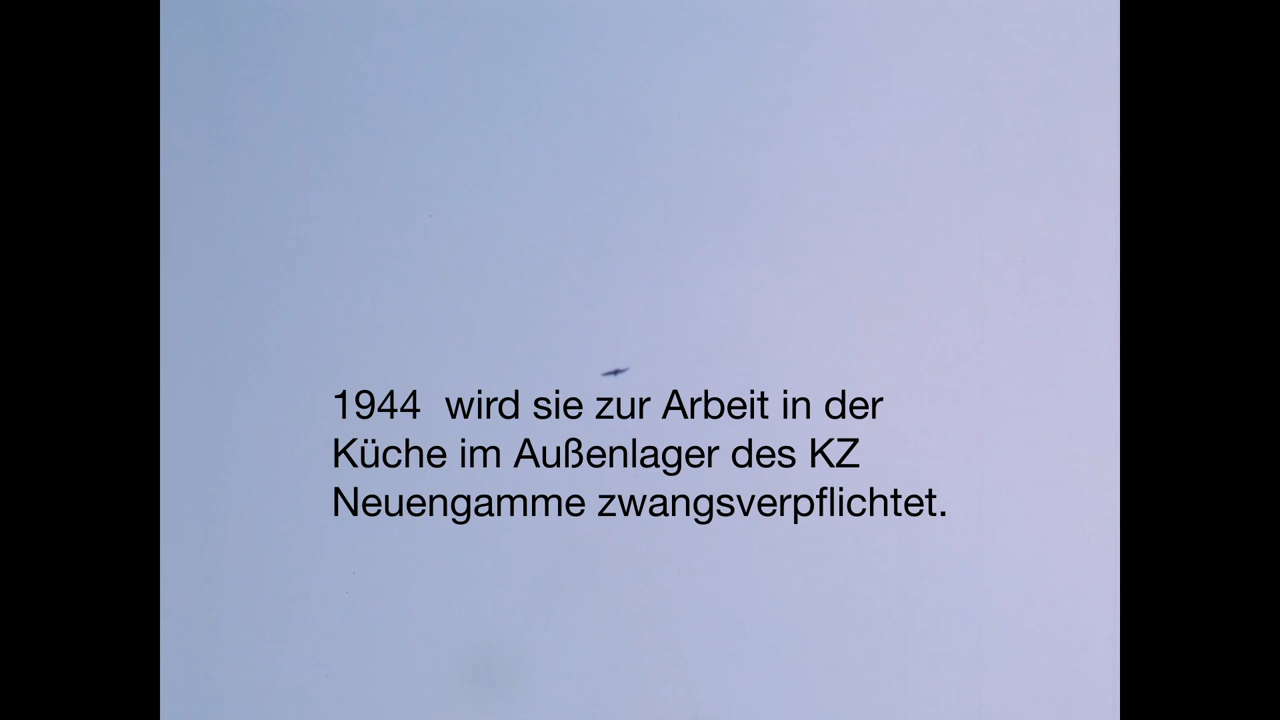 1944  wird sie zur Arbeit in der
Küche im Außenlager des KZ
Neuengamme zwangsverpflichtet.